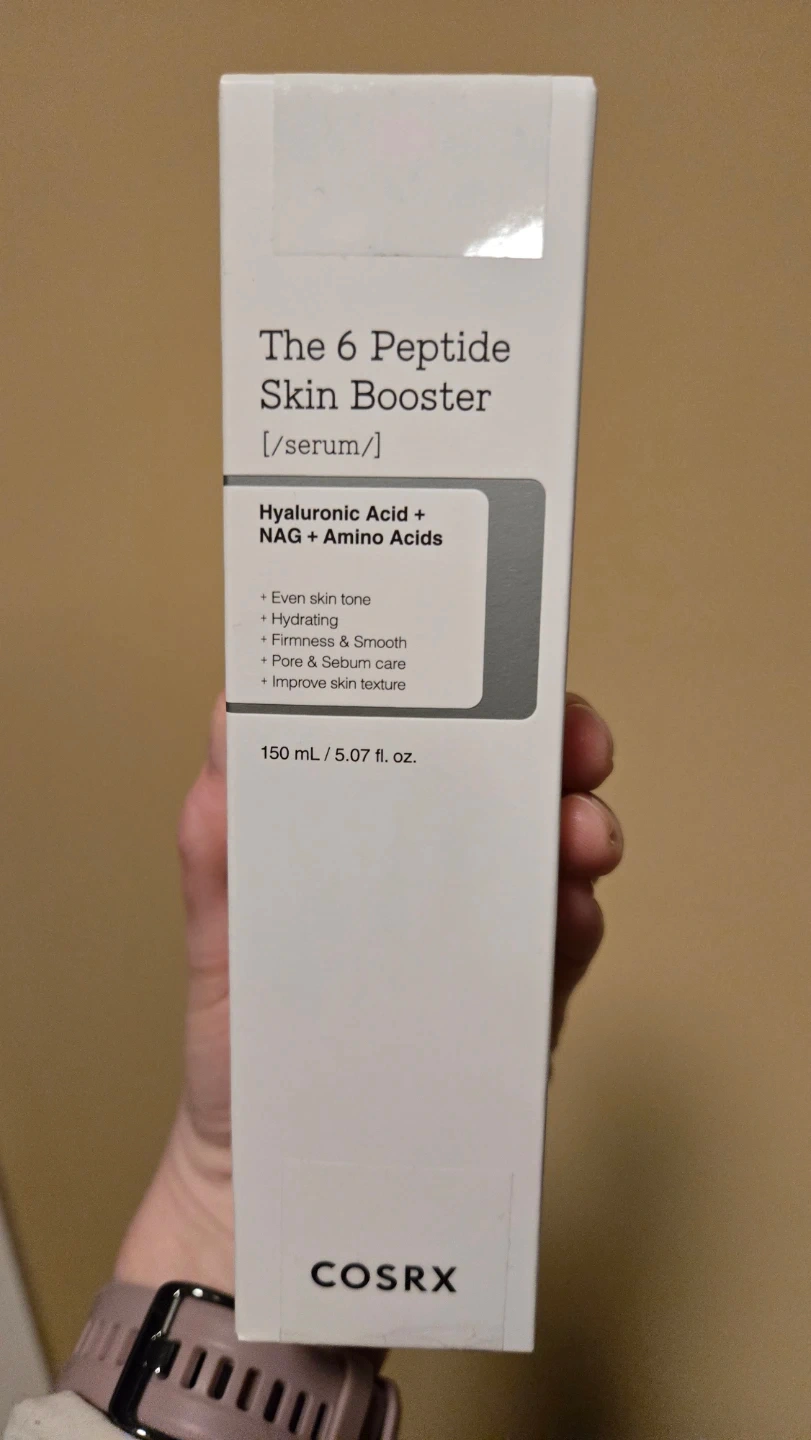 The 6 Peptide
Skin Booster
[/serum/]
Hyaluronic Acid +
NAG + Amino Acids
+ Even skin tone
+ Hydrating
+ Firmness & Smooth
+ Pore & Sebum care
+ Improve skin texture
150 mL / 5.07 fl. oz.
COSRX